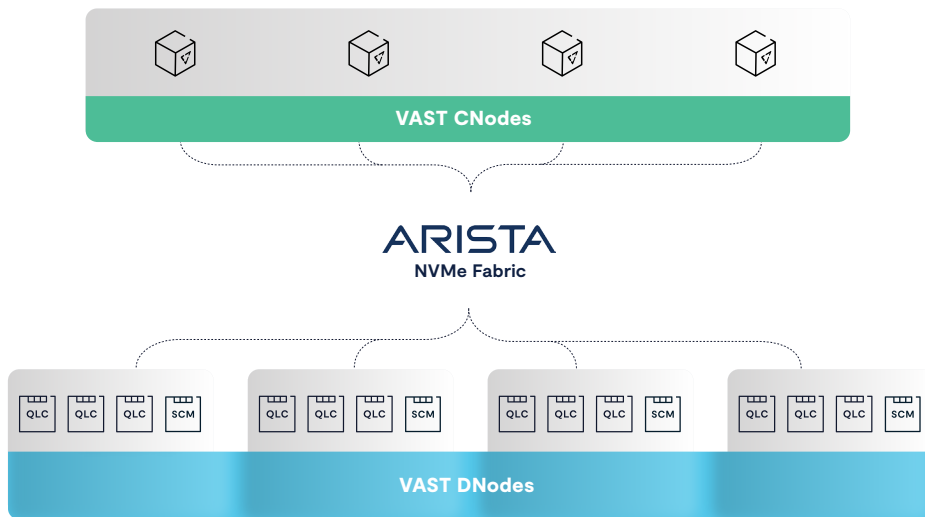 VAST CNodes
ARISTA
NVMe Fabric
QLC QLC QLC SCM QLC QLC QLC SCM QLC QLC QLC SCM QLC QLC QLC SCM
VAST DNodes